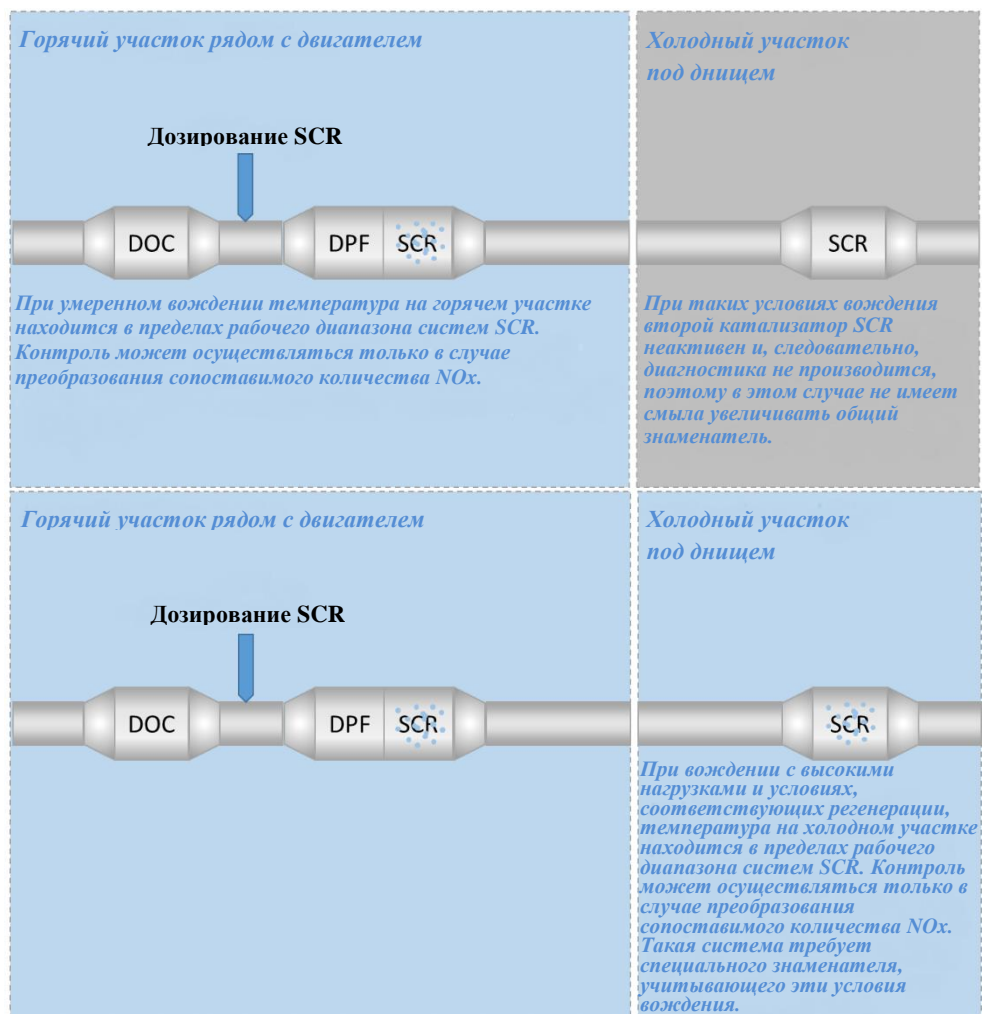 Горячий участок рядом с двигателем
Холодный участок
под днищем
Дозирование SCR
DOC
DPF
SCR
SCR
При умеренном вождении температура на горячем участке
находится в пределах рабочего диапазона систем SCR.
Контроль может осуществляться только в случае
преобразования сопоставимого количества NOx.
При таких условиях вождения
второй катализатор SCR
неактивен и, следовательно,
диагностика не производится,
поэтому в этом случае не имеет
смыла увеличивать общий
знаменатель.
Горячий участок рядом с двигателем
Холодный участок
под днищем
Дозирование SCR
DOC
DPF
SCR
SCR
При вождении с высокими
нагрузками и условиях,
соответствующих регенерации,
температура на холодном участке
находится в пределах рабочего
диапазона систем SCR. Контроль
может осуществляться только в
случае преобразования
сопоставимого количества NOx.
Такая система требует
специального знаменателя,
учитывающего эти условия
вождения.